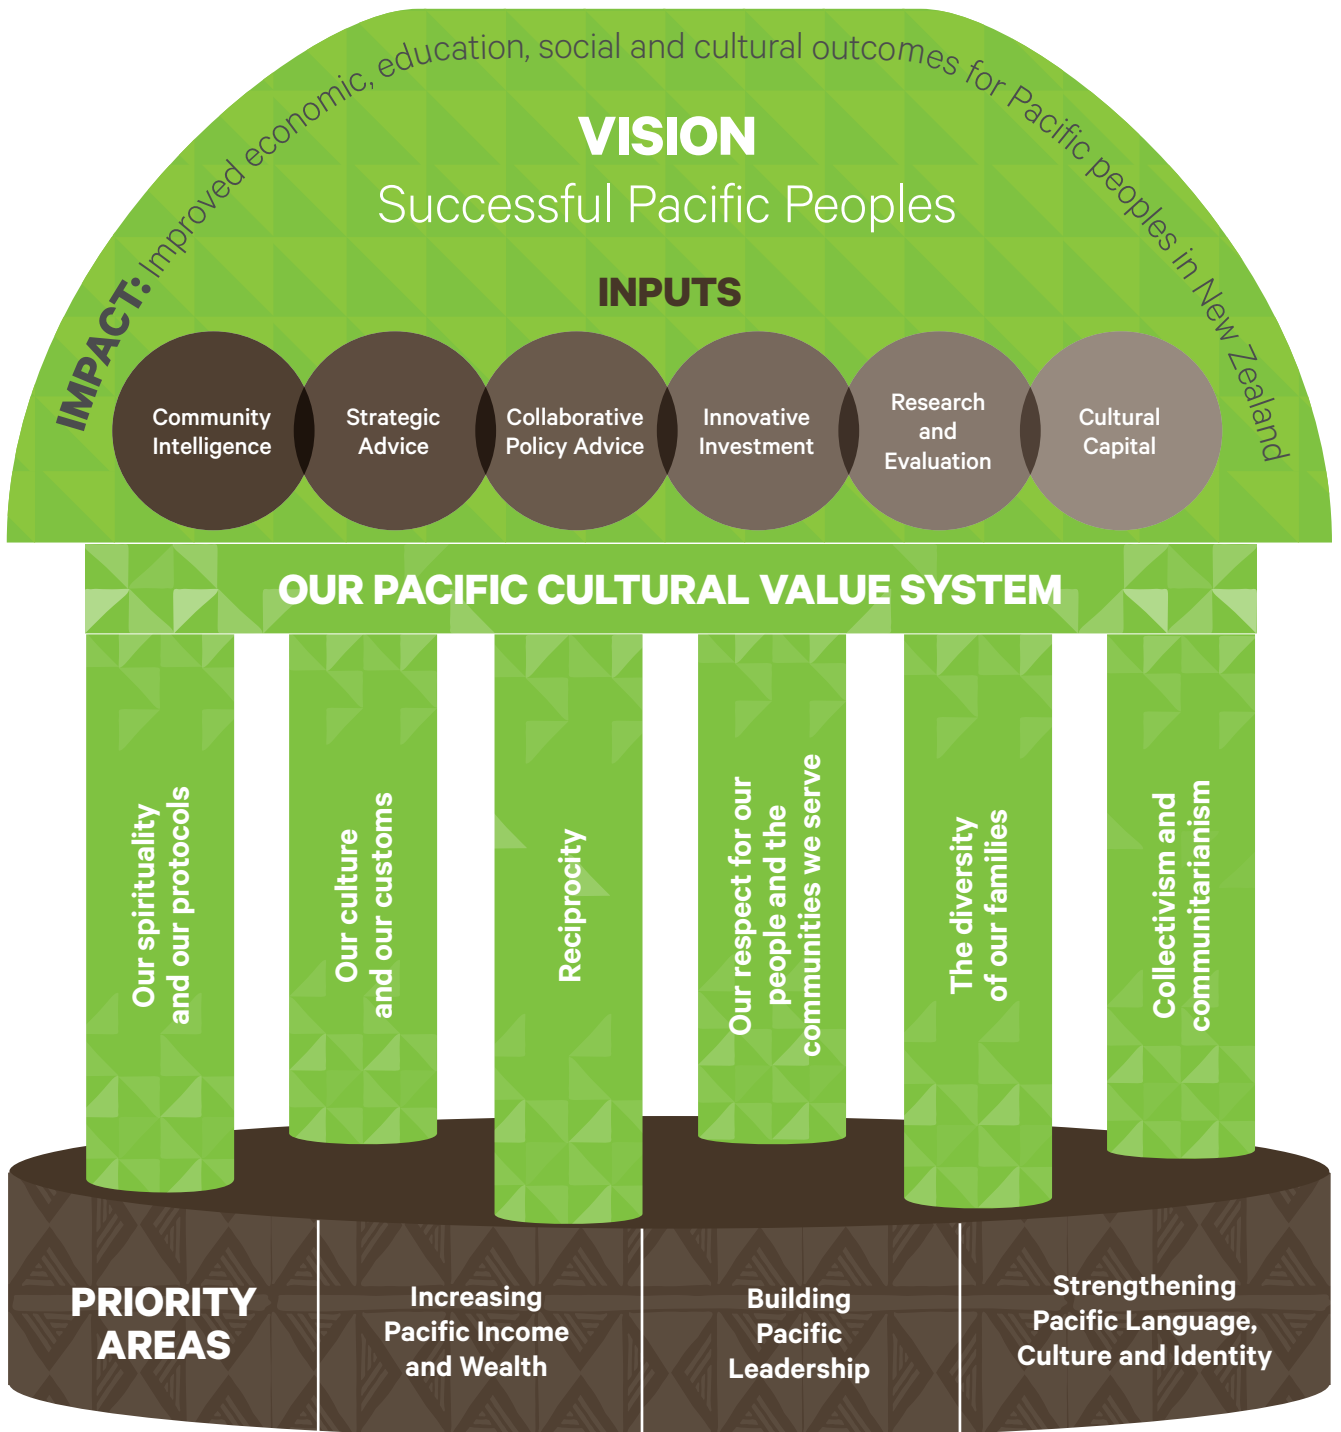 IMPACT: Improved economic, education, social and cultural outcomes for Pacific peoples in New Zealand
VISION
Successful Pacific Peoples
INPUTS
Community
Intelligence
Strategic
Advice
Collaborative
Policy Advice
Innovative
Investment
Research
and
Evaluation
Cultural
Capital
OUR PACIFIC CULTURAL VALUE SYSTEM
Our spirituality
and our protocols
Our culture
and our customs
Reciprocity
Our respect for our
people and the
communities we serve
The diversity
of our families
Collectivism and
communitarianism
PRIORITY
AREAS
Increasing
Pacific Income
and Wealth
Building
Pacific
Leadership
Strengthening
Pacific Language,
Culture and Identity